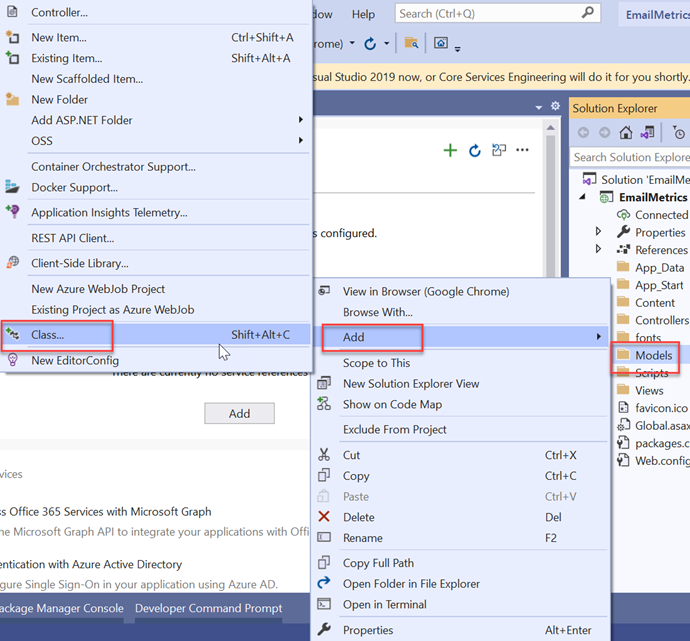 Controller...
New Item... Ctrl+Shift+A
Existing Item... Shift+Alt+A
New Scaffolded Item...
New Folder
Add ASP.NET Folder
OSS
Container Orchestrator Support...
Docker Support...
Application Insights Telemetry...
REST API Client...
Client-Side Library...
New Azure WebJob Project
Existing Project as Azure WebJob
Class... Shift+Alt+C
New EditorConfig
Help
Search (Ctrl+Q)
EmailMetrics
rome)
sual Studio 2019 now, or Core Services Engineering will do it for you shortly.
s configured.
There are currently no service references
Add
vices
ss Office 365 Services with Microsoft Graph
he Microsoft Graph API to integrate your applications with Offi
entication with Azure Active Directory
gure Single Sign-On in your application using Azure AD.
ackage Manager Console Developer Command Prompt
View in Browser (Google Chrome)
Browse With...
Add
Scope to This
New Solution Explorer View
Show on Code Map
Exclude From Project
Cut Ctrl+X
Copy Ctrl+C
Paste Ctrl+V
Delete Del
Rename F2
Copy Full Path
Open Folder in File Explorer
Open in Terminal
Properties Alt+Enter
Solution Explorer
Search Solution Explore
Solution 'EmailMe
EmailMetrics
Connected
Properties
References
App_Data
App_Start
Content
Controllers
fonts
Models
Scripts
Views
favicon.ico
Global.asax
packages.c
Web.config